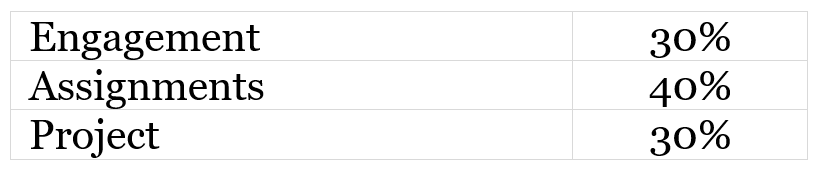 Engagement 30%
Assignments 40%
Project 30%